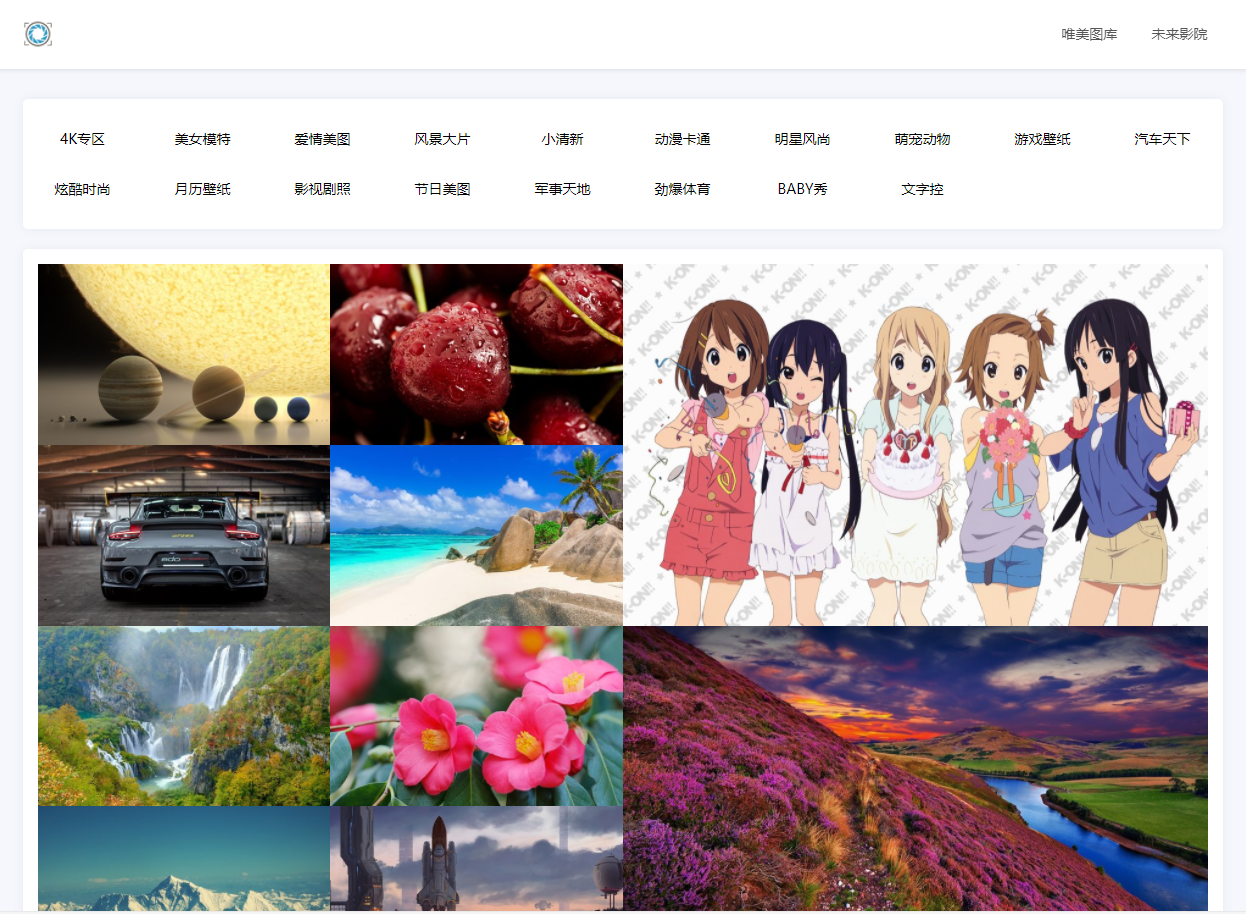 唯美图库 未来影院
4K专区 美女模特 爱情美图 风景大片 小清新 动漫卡通 明星风尚 萌宠动物 游戏壁纸 汽车天下
炫酷时尚 月历壁纸 影视剧照 节日美图 军事天地 劲爆体育 BABY秀 文字控
K-ON!!